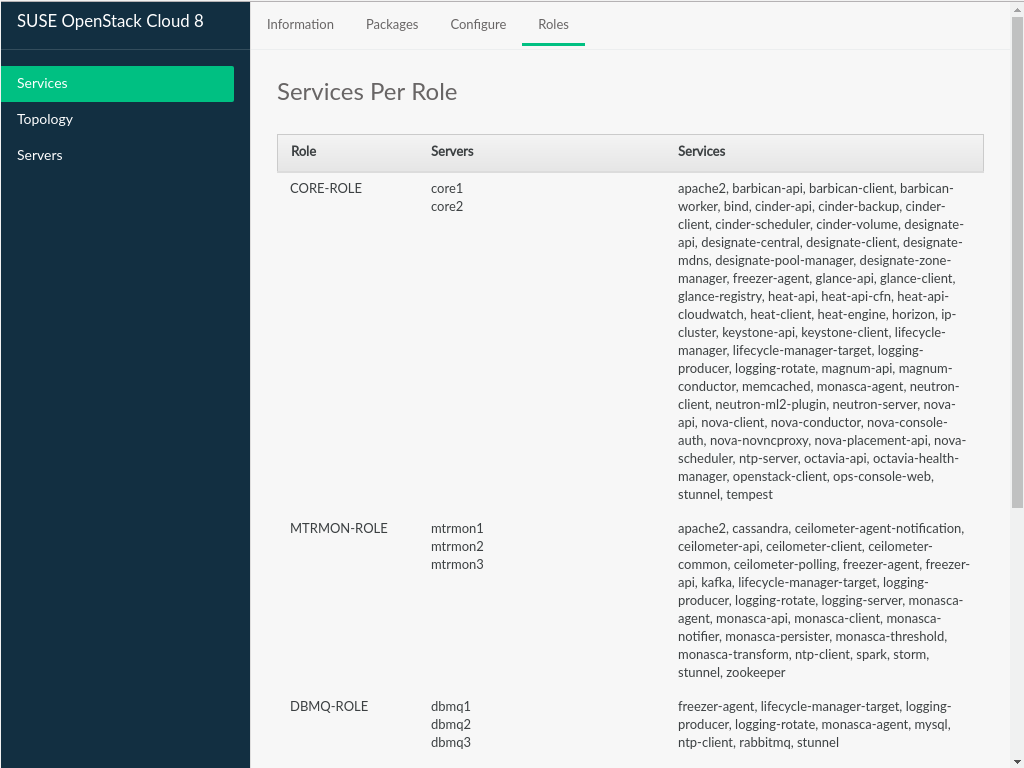 SUSE OpenStack Cloud 8
Information Packages Configure Roles
Services
Topology
Servers
Services Per Role
Role Servers Services
CORE-ROLE core1 apache2, barbican-api, barbican-client, barbican-
core2 worker, bind, cinder-api, cinder-backup, cinder-
client, cinder-scheduler, cinder-volume, designate-
api, designate-central, designate-client, designate-
mdns, designate-pool-manager, designate-zone-
manager, freezer-agent, glance-api, glance-client,
glance-registry, heat-api, heat-api-cfn, heat-api-
cloudwatch, heat-client, heat-engine, horizon, ip-
cluster, keystone-api, keystone-client, lifecycle-
manager, lifecycle-manager-target, logging-
producer, logging-rotate, magnum-api, magnum-
conductor, memcached, monasca-agent, neutron-
client, neutron-ml2-plugin, neutron-server, nova-
api, nova-client, nova-conductor, nova-console-
auth, nova-novncproxy, nova-placement-api, nova-
scheduler, ntp-server, octavia-api, octavia-health-
manager, openstack-client, ops-console-web,
stunnel, tempest
MTRMON-ROLE mtrmon1 apache2, cassandra, ceilometer-agent-notification,
mtrmon2 ceilometer-api, ceilometer-client, ceilometer-
mtrmon3 common, ceilometer-polling, freezer-agent, freezer-
api, kafka, lifecycle-manager-target, logging-
producer, logging-rotate, logging-server, monasca-
agent, monasca-api, monasca-client, monasca-
notifier, monasca-persister, monasca-threshold,
monasca-transform, ntp-client, spark, storm,
stunnel, zookeeper
DBMQ-ROLE dbmq1 freezer-agent, lifecycle-manager-target, logging-
dbmq2 producer, logging-rotate, monasca-agent, mysql,
dbmq3 ntp-client, rabbitmq, stunnel